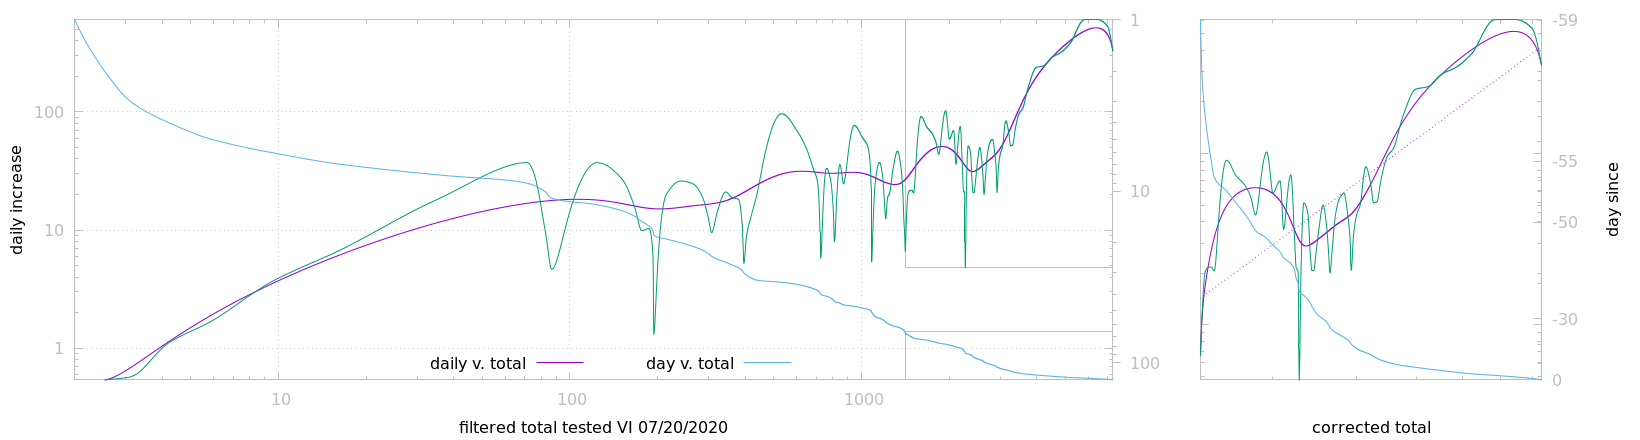 daily increase
100
10
1
1
10
100
daily v. total
day v. total
10
100
1000
filtered total tested VI 07/20/2020
-59
-55
-50
-30
0
day since
corrected total